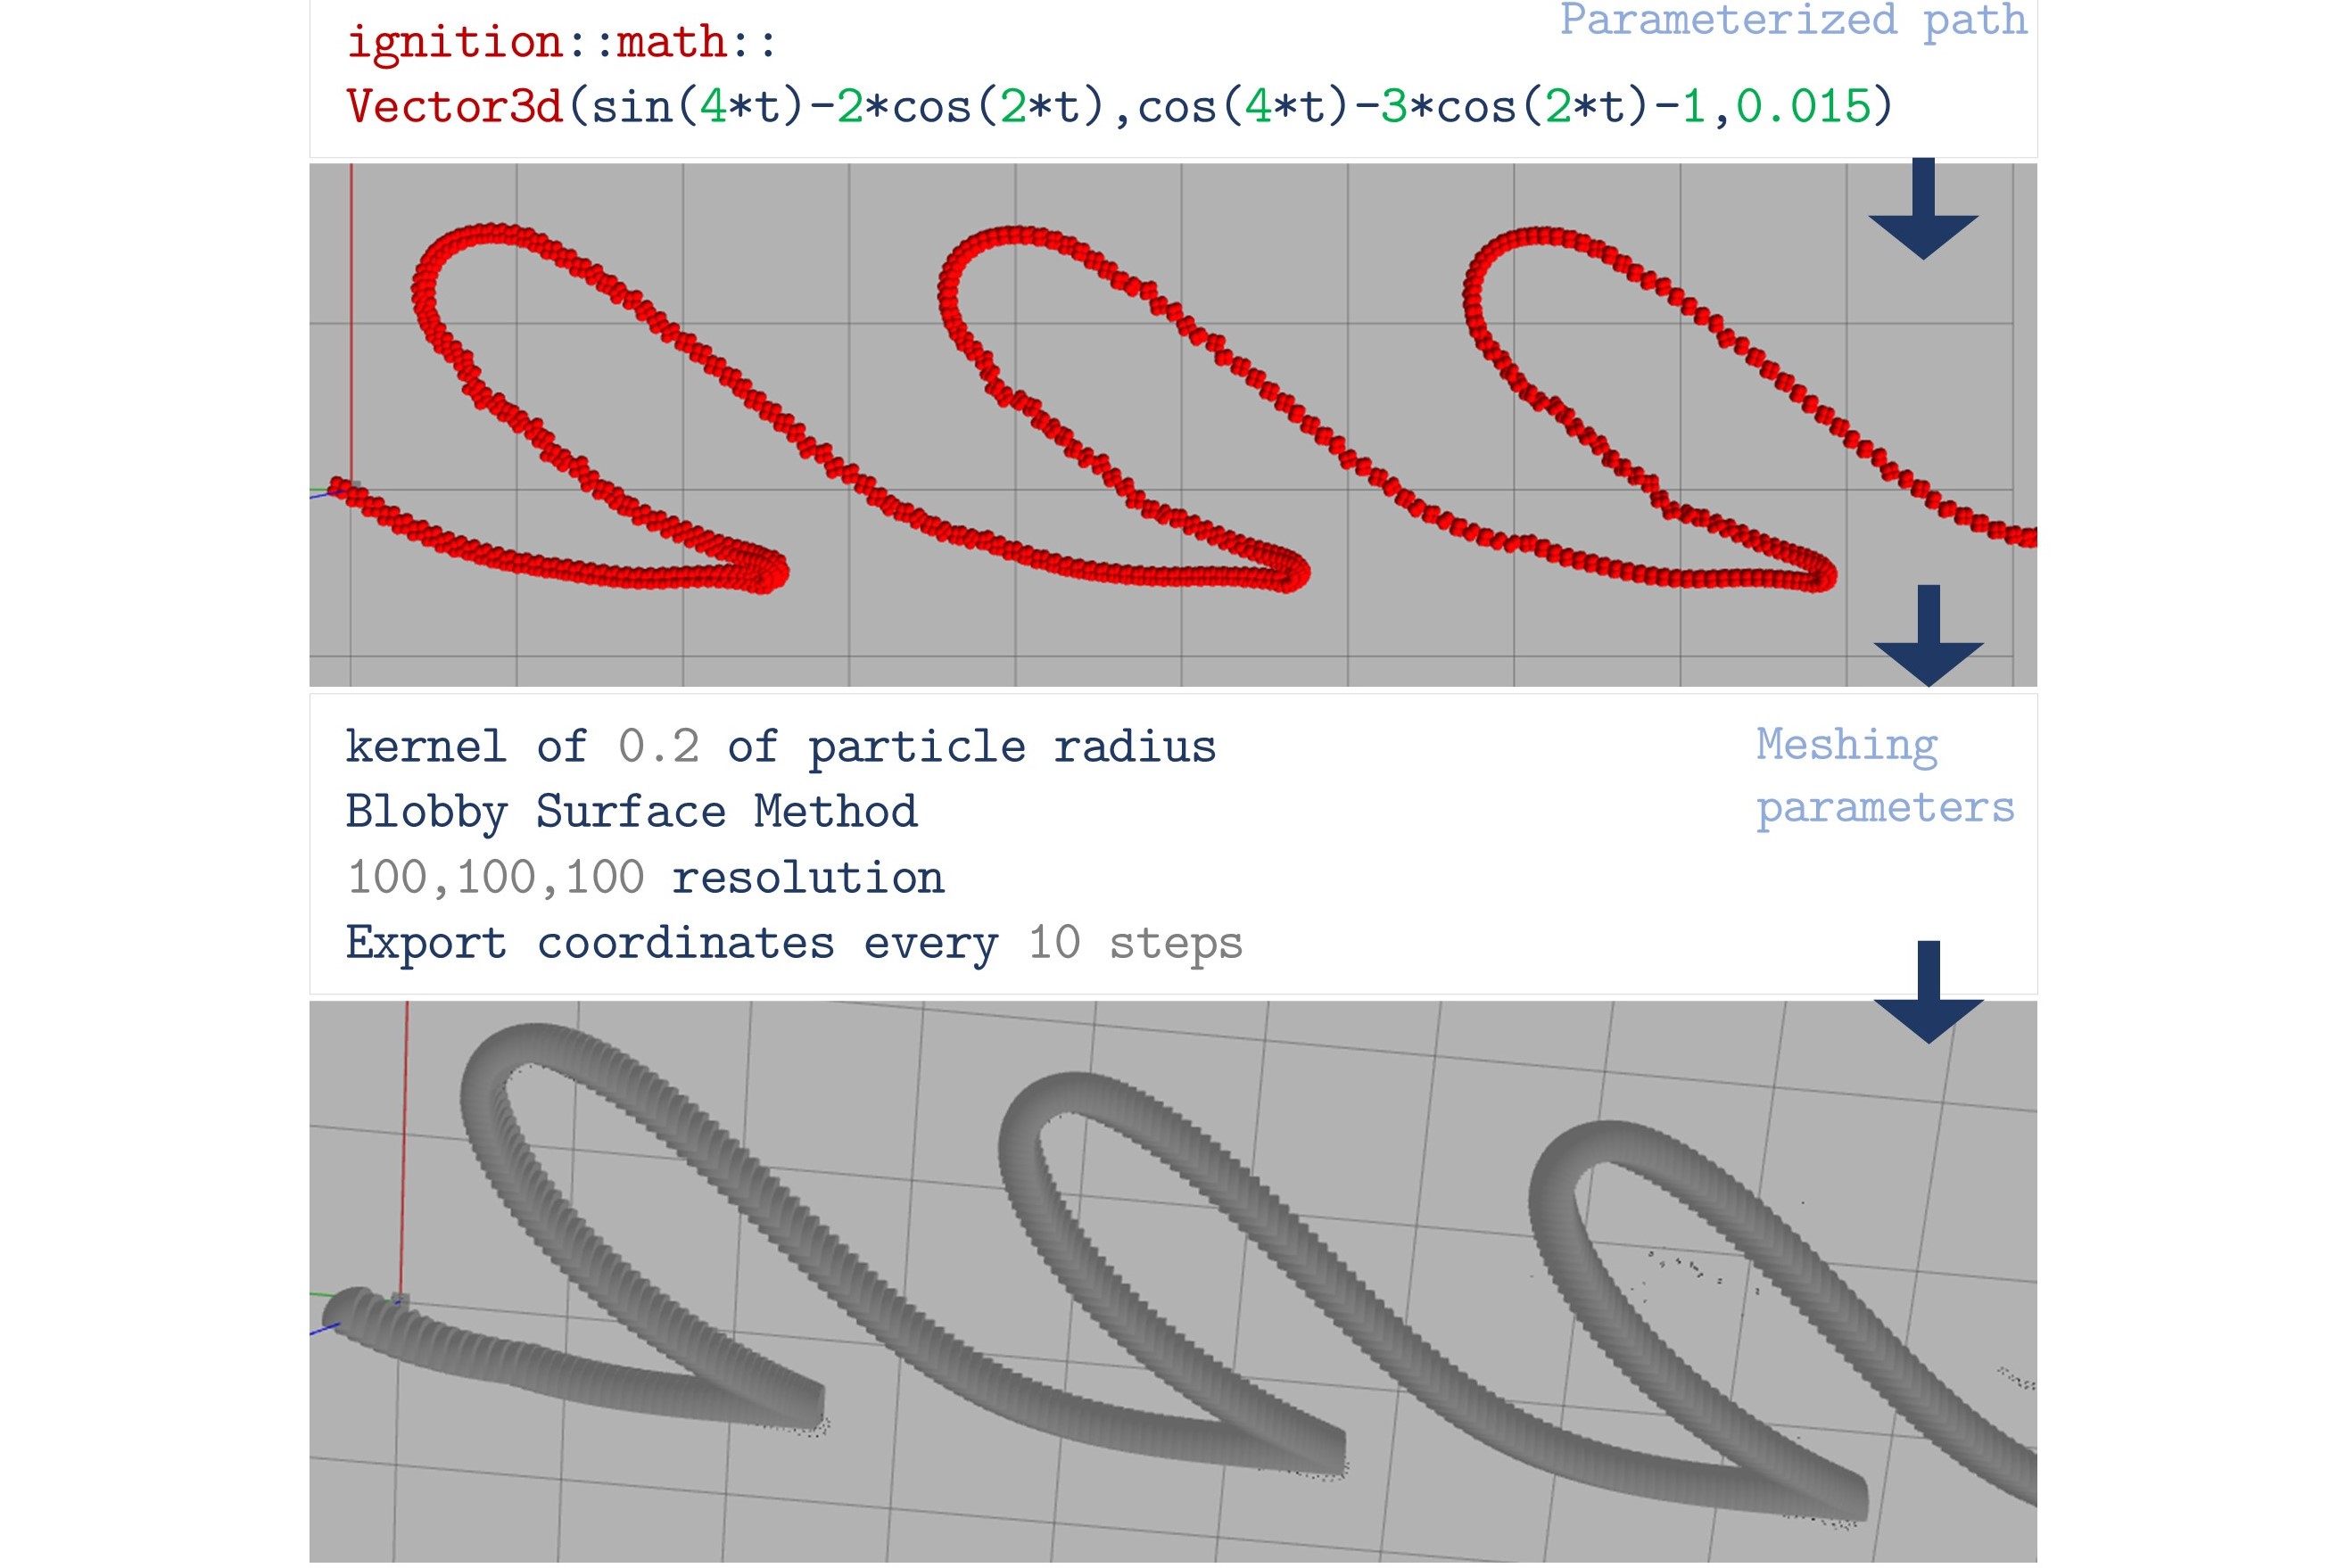 Parameterized path
ignition::math::
Vector3d(sin(4*t)-2*cos(2*t),cos(4*t)-3*cos(2*t)-1,0.015)
kernel of 0.2 of particle radius
Blobby Surface Method
100,100,100 resolution
Export coordinates every 10 steps
Meshing
parameters